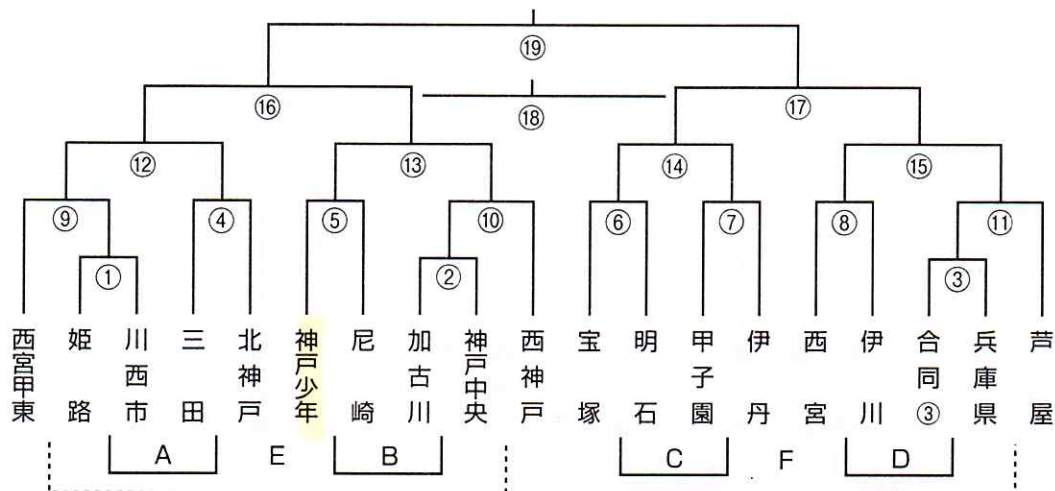 ⑲
⑯
⑱
⑰
⑫
⑬
⑭
⑮
⑨
④
⑤
⑩
⑥
⑦
⑧
⑪
①
②
③
西宮甲東
姫路
川西市
三田
北神戸
神戸少年
尼崎
加古川
神戸中央
西神戸
宝塚
明石
甲子園
伊丹
西宮
伊川
合同③
兵庫県
芦屋
A
E
B
C
F
D